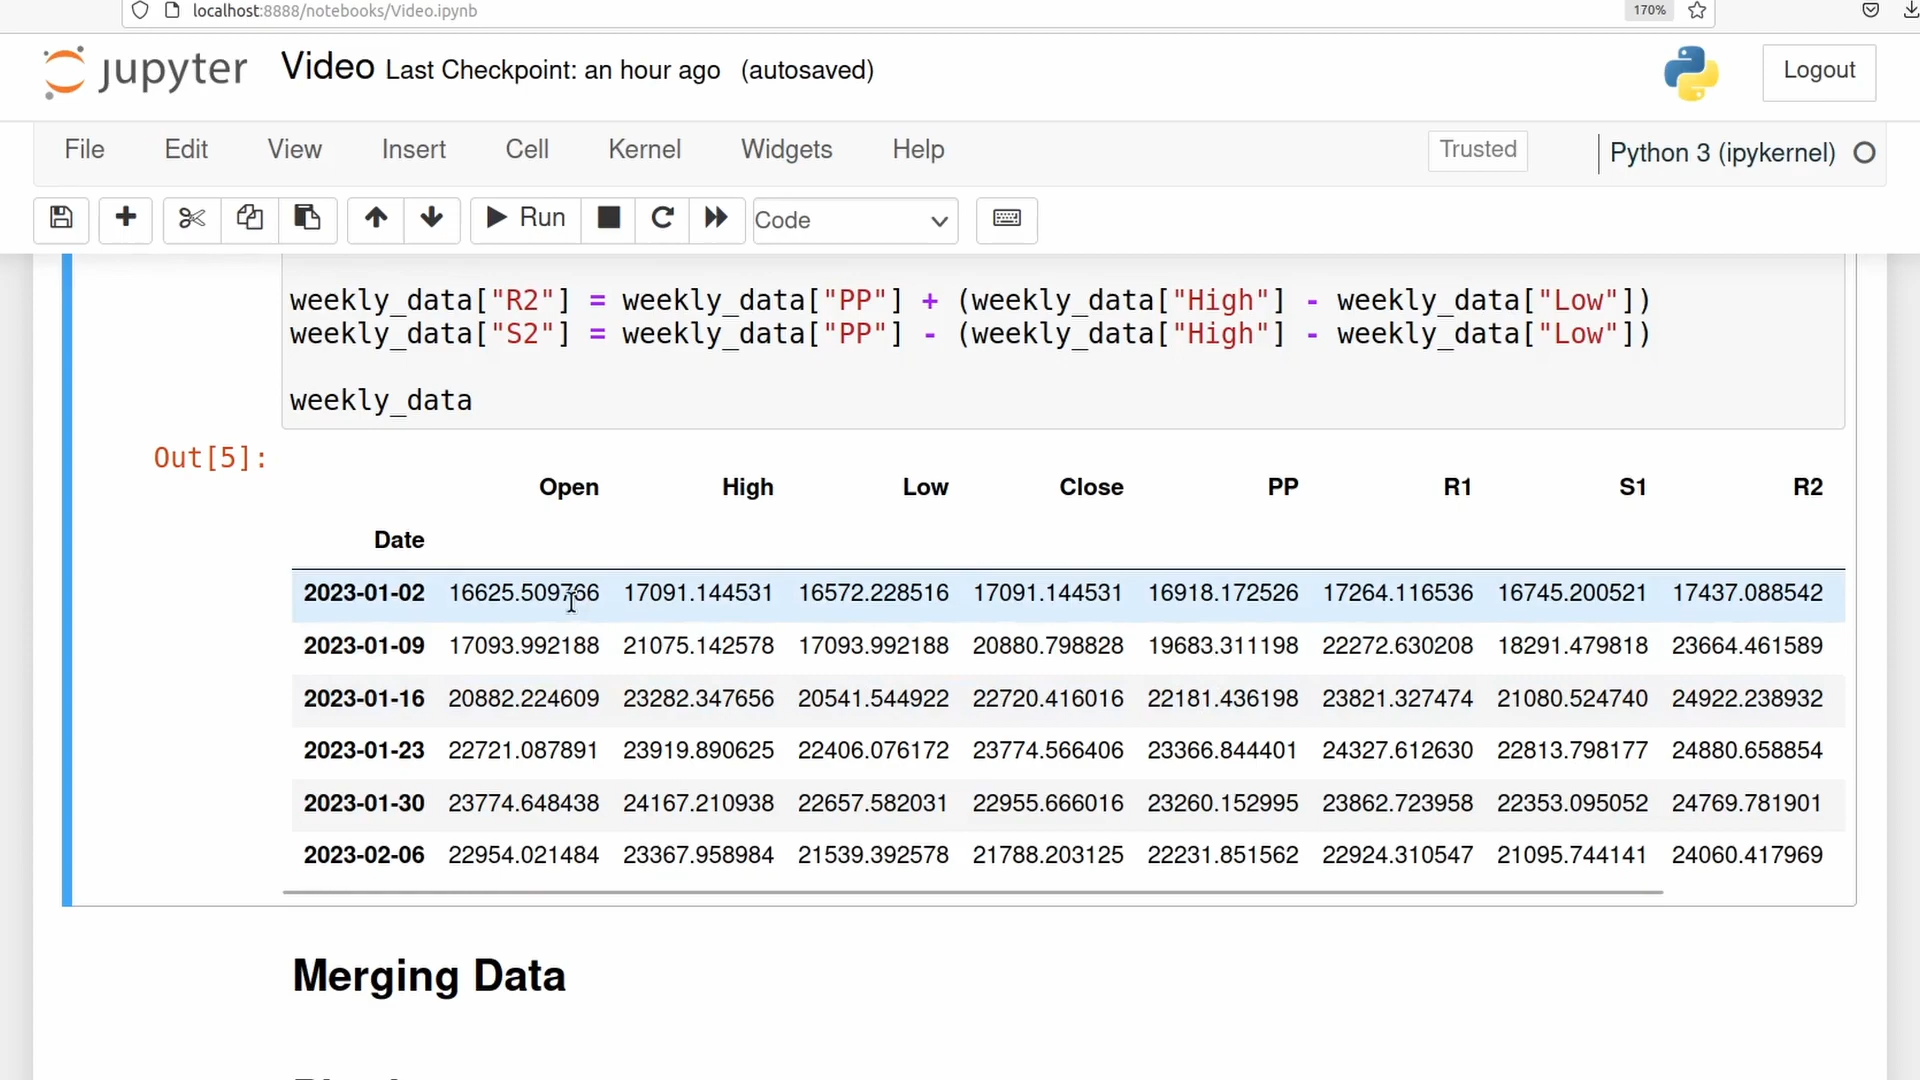 localhost:8888/notebooks/Video.ipynb 170%
jupyter Video Last Checkpoint: an hour ago (autosaved) Logout
File Edit View Insert Cell Kernel Widgets Help Trusted Python 3 (ipykernel)
Run Code
weekly_data["R2"] = weekly_data["PP"] + (weekly_data["High"] - weekly_data["Low"])
weekly_data["S2"] = weekly_data["PP"] - (weekly_data["High"] - weekly_data["Low"])
weekly_data
Out[5]:
Open High Low Close PP R1 S1 R2
Date
2023-01-02 16625.509766 17091.144531 16572.228516 17091.144531 16918.172526 17264.116536 16745.200521 17437.088542
2023-01-09 17093.992188 21075.142578 17093.992188 20880.798828 19683.311198 22272.630208 18291.479818 23664.461589
2023-01-16 20882.224609 23282.347656 20541.544922 22720.416016 22181.436198 23821.327474 21080.524740 24922.238932
2023-01-23 22721.087891 23919.890625 22406.076172 23774.566406 23366.844401 24327.612630 22813.798177 24880.658854
2023-01-30 23774.648438 24167.210938 22657.582031 22955.666016 23260.152995 23862.723958 22353.095052 24769.781901
2023-02-06 22954.021484 23367.958984 21539.392578 21788.203125 22231.851562 22924.310547 21095.744141 24060.417969
Merging Data